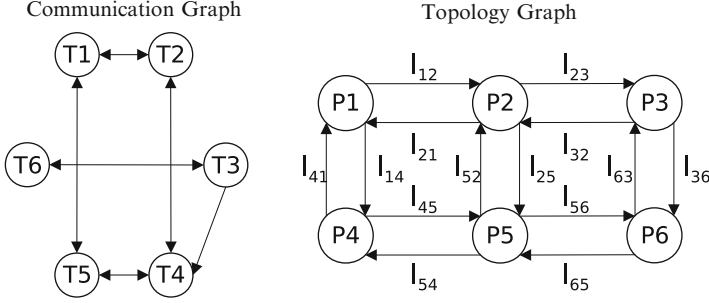 Communication Graph
T1
T2
T6
T3
T5
T4
Topology Graph
l12
l23
P1
P2
P3
l21
l32
l41
l14
l52
l25
l63
l36
l45
l56
P4
P5
P6
l54
l65